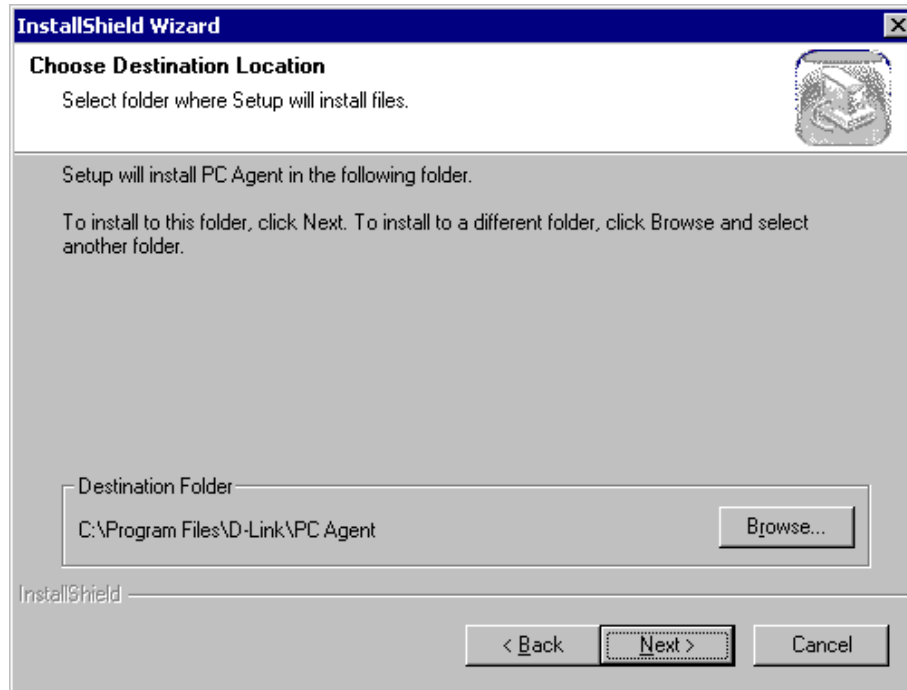 InstallShield Wizard
Choose Destination Location
Select folder where Setup will install files.
Setup will install PC Agent in the following folder.
To install to this folder, click Next. To install to a different folder, click Browse and select
another folder.
Destination Folder
C:\Program Files\D-Link\PC Agent
Browse...
InstallShield
< Back
Next >
Cancel